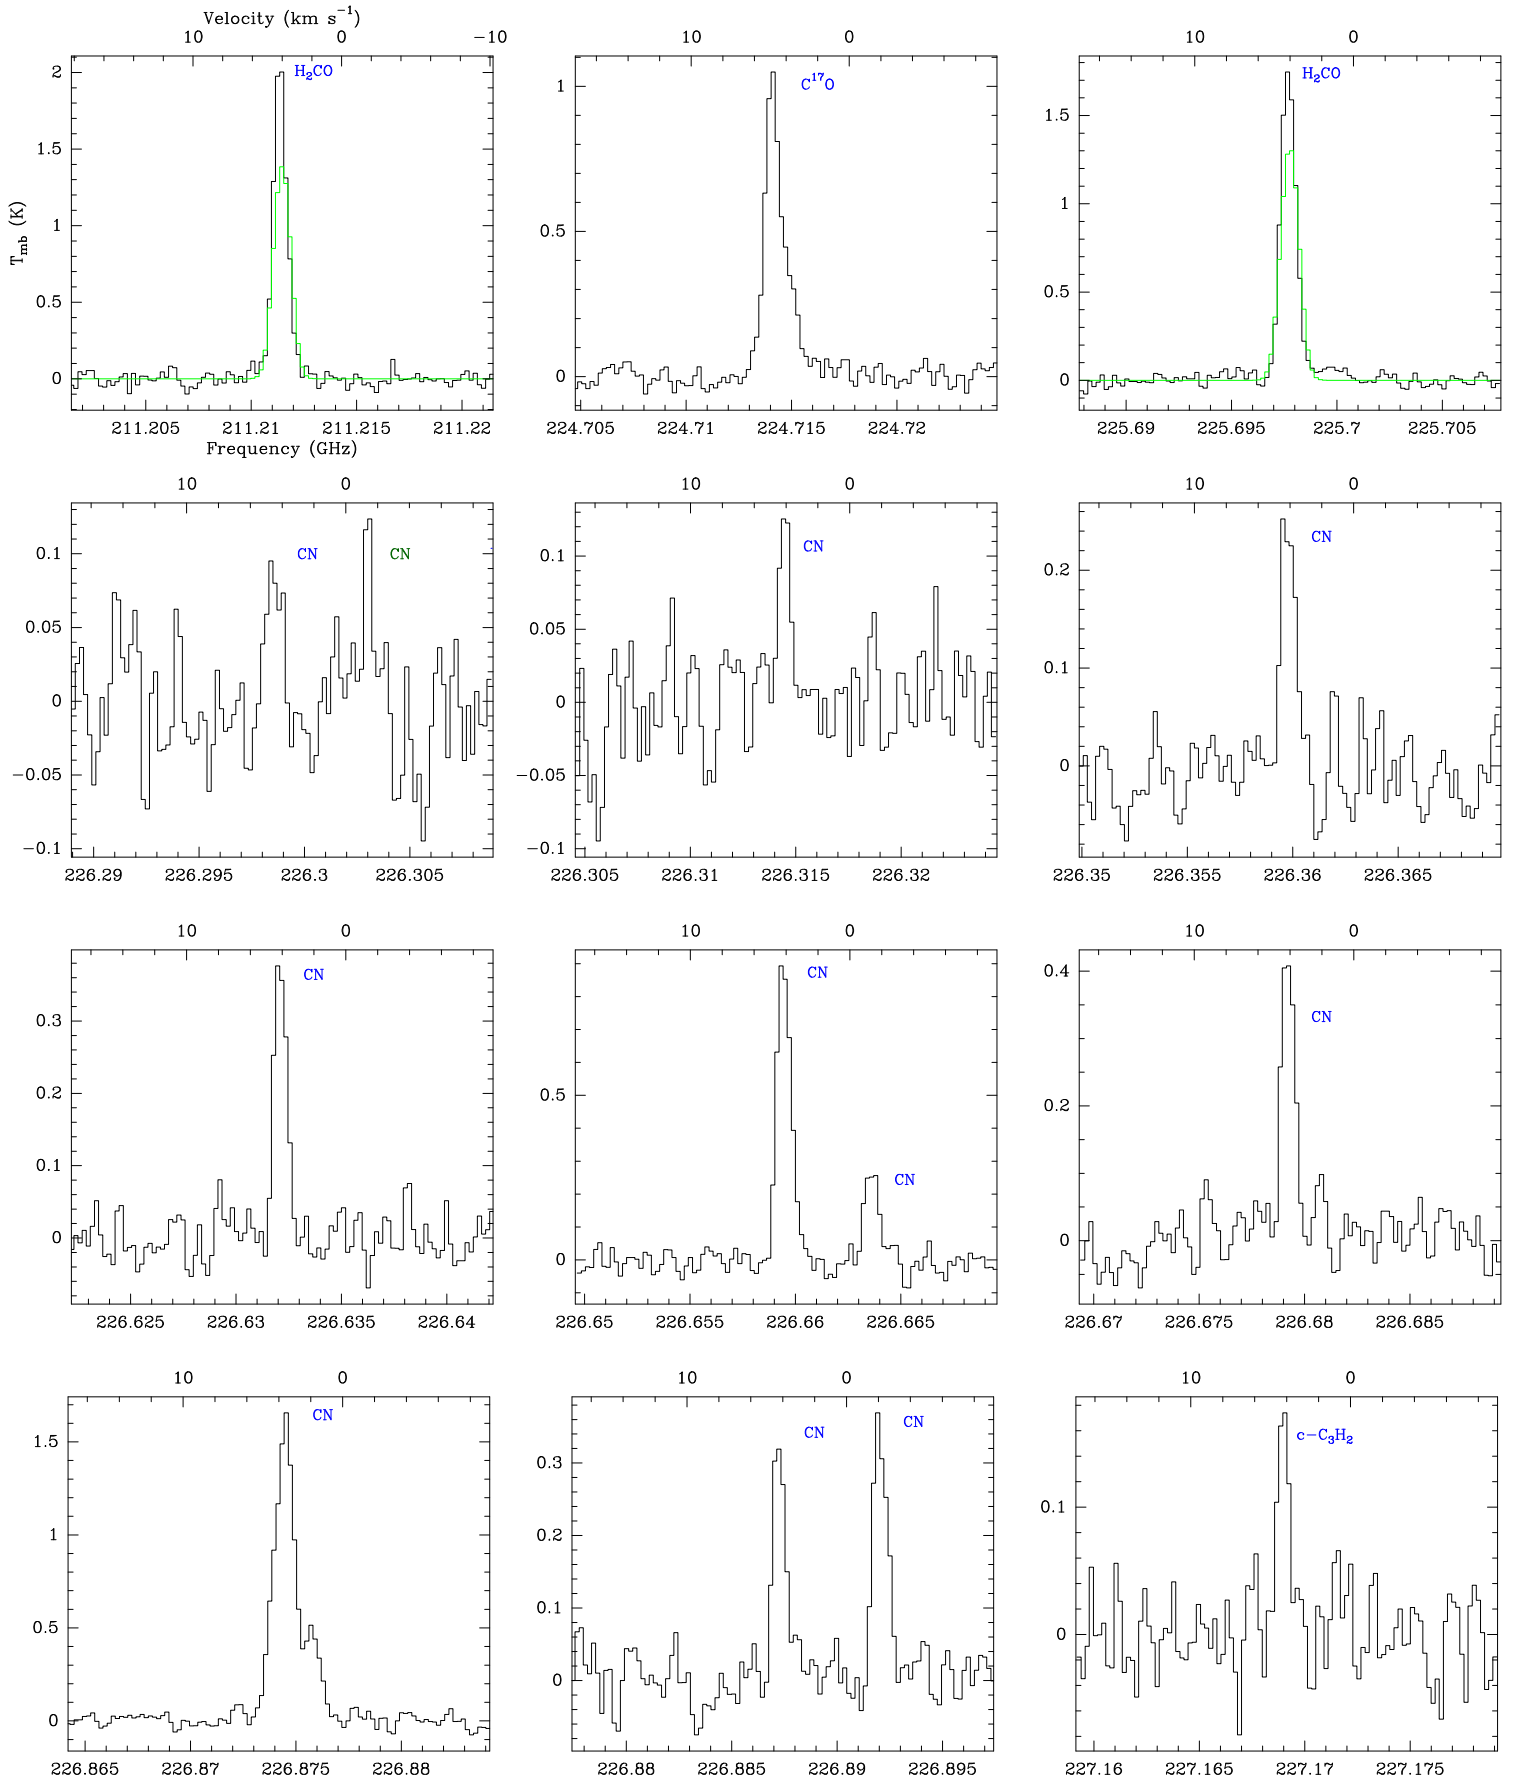 Velocity (km s⁻¹)
10 0 −10
10 0
10 0
2
1.5
1
0.5
0
T_mb (K)
H₂CO
211.205 211.21 211.215 211.22
Frequency (GHz)
1
0.5
0
C¹⁷O
224.705 224.71 224.715 224.72
1.5
1
0.5
0
H₂CO
225.69 225.695 225.7 225.705
10 0
0.1
0.05
0
−0.05
−0.1
CN CN
226.29 226.295 226.3 226.305
10 0
0.1
0.05
0
−0.05
−0.1
CN
226.305 226.31 226.315 226.32
10 0
0.2
0.1
0
CN
226.35 226.355 226.36 226.365
10 0
0.3
0.2
0.1
0
CN
226.625 226.63 226.635 226.64
10 0
0.5
0
CN
CN
226.65 226.655 226.66 226.665
10 0
0.4
0.2
0
CN
226.67 226.675 226.68 226.685
10 0
1.5
1
0.5
0
CN
226.865 226.87 226.875 226.88
10 0
0.3
0.2
0.1
0
CN
CN
226.88 226.885 226.89 226.895
10 0
0.1
0
c−C₃H₂
227.16 227.165 227.17 227.175